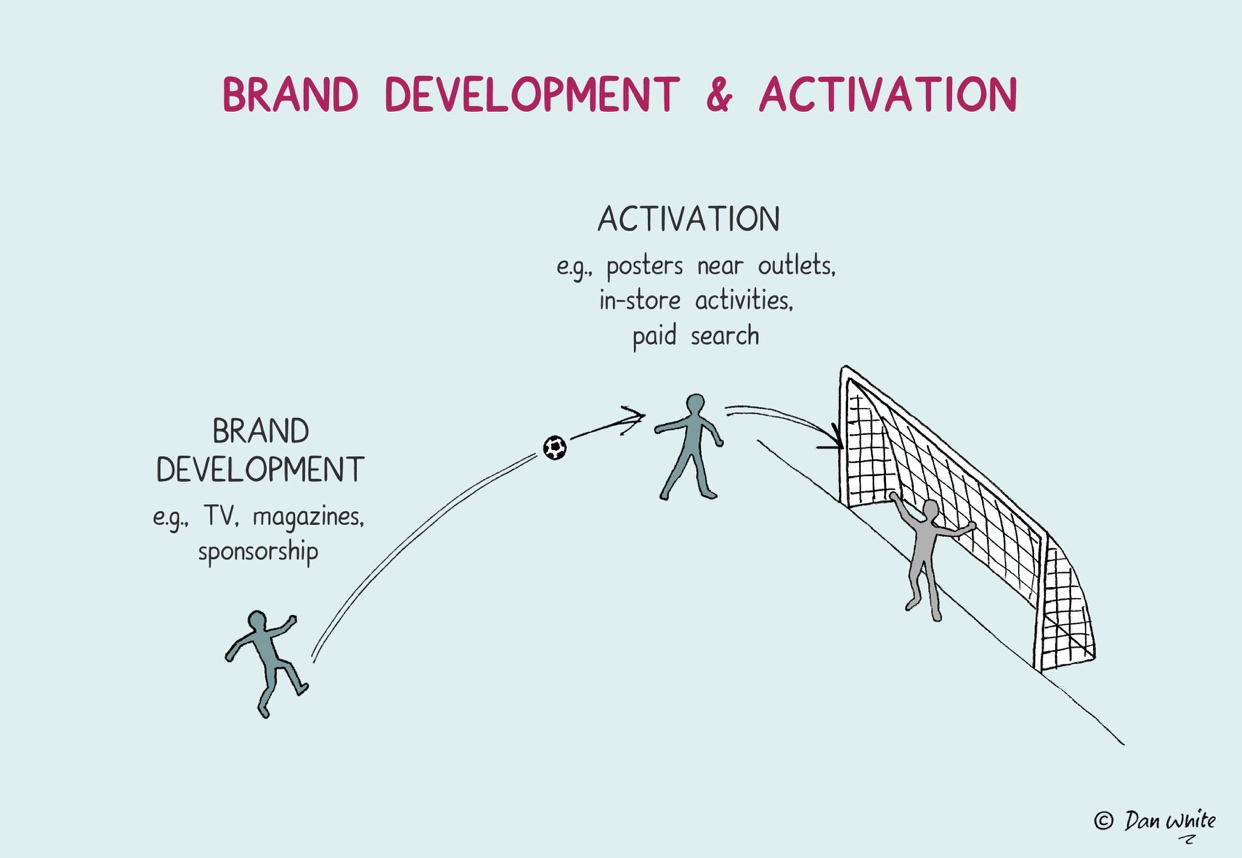 BRAND DEVELOPMENT & ACTIVATION
ACTIVATION
e.g., posters near outlets,
in-store activities,
paid search
BRAND
DEVELOPMENT
e.g., TV, magazines,
sponsorship
© Dan White